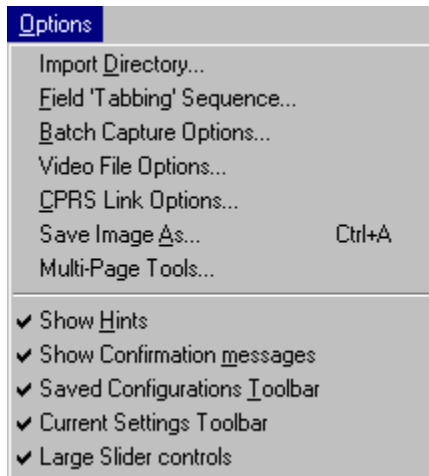 Options
Import Directory...
Field 'Tabbing' Sequence...
Batch Capture Options...
Video File Options...
CPRS Link Options...
Save Image As... Ctrl+A
Multi-Page Tools...
Show Hints
Show Confirmation messages
Saved Configurations Toolbar
Current Settings Toolbar
Large Slider controls